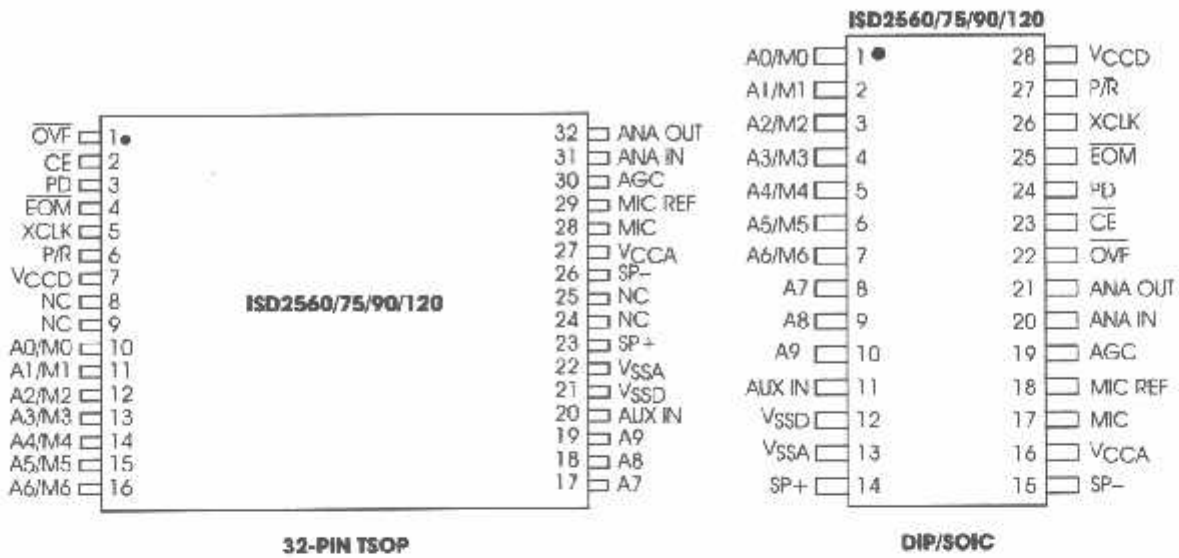 ISD2560/75/90/120
OVF 1 32 ANA OUT
CE 2 31 ANA IN
PD 3 30 AGC
EOM 4 29 MIC REF
XCLK 5 28 MIC
P/R 6 27 VCCA
VCCD 7 26 SP–
NC 8 25 NC
NC 9 24 NC
A0/M0 10 23 SP+
A1/M1 11 22 VSSA
A2/M2 12 21 VSSD
A3/M3 13 20 AUX IN
A4/M4 14 19 A9
A5/M5 15 18 A8
A6/M6 16 17 A7
32-PIN TSOP
ISD2560/75/90/120
A0/M0 1 28 VCCD
A1/M1 2 27 P/R
A2/M2 3 26 XCLK
A3/M3 4 25 EOM
A4/M4 5 24 PD
A5/M5 6 23 CE
A6/M6 7 22 OVF
A7 8 21 ANA OUT
A8 9 20 ANA IN
A9 10 19 AGC
AUX IN 11 18 MIC REF
VSSD 12 17 MIC
VSSA 13 16 VCCA
SP+ 14 15 SP–
DIP/SOIC